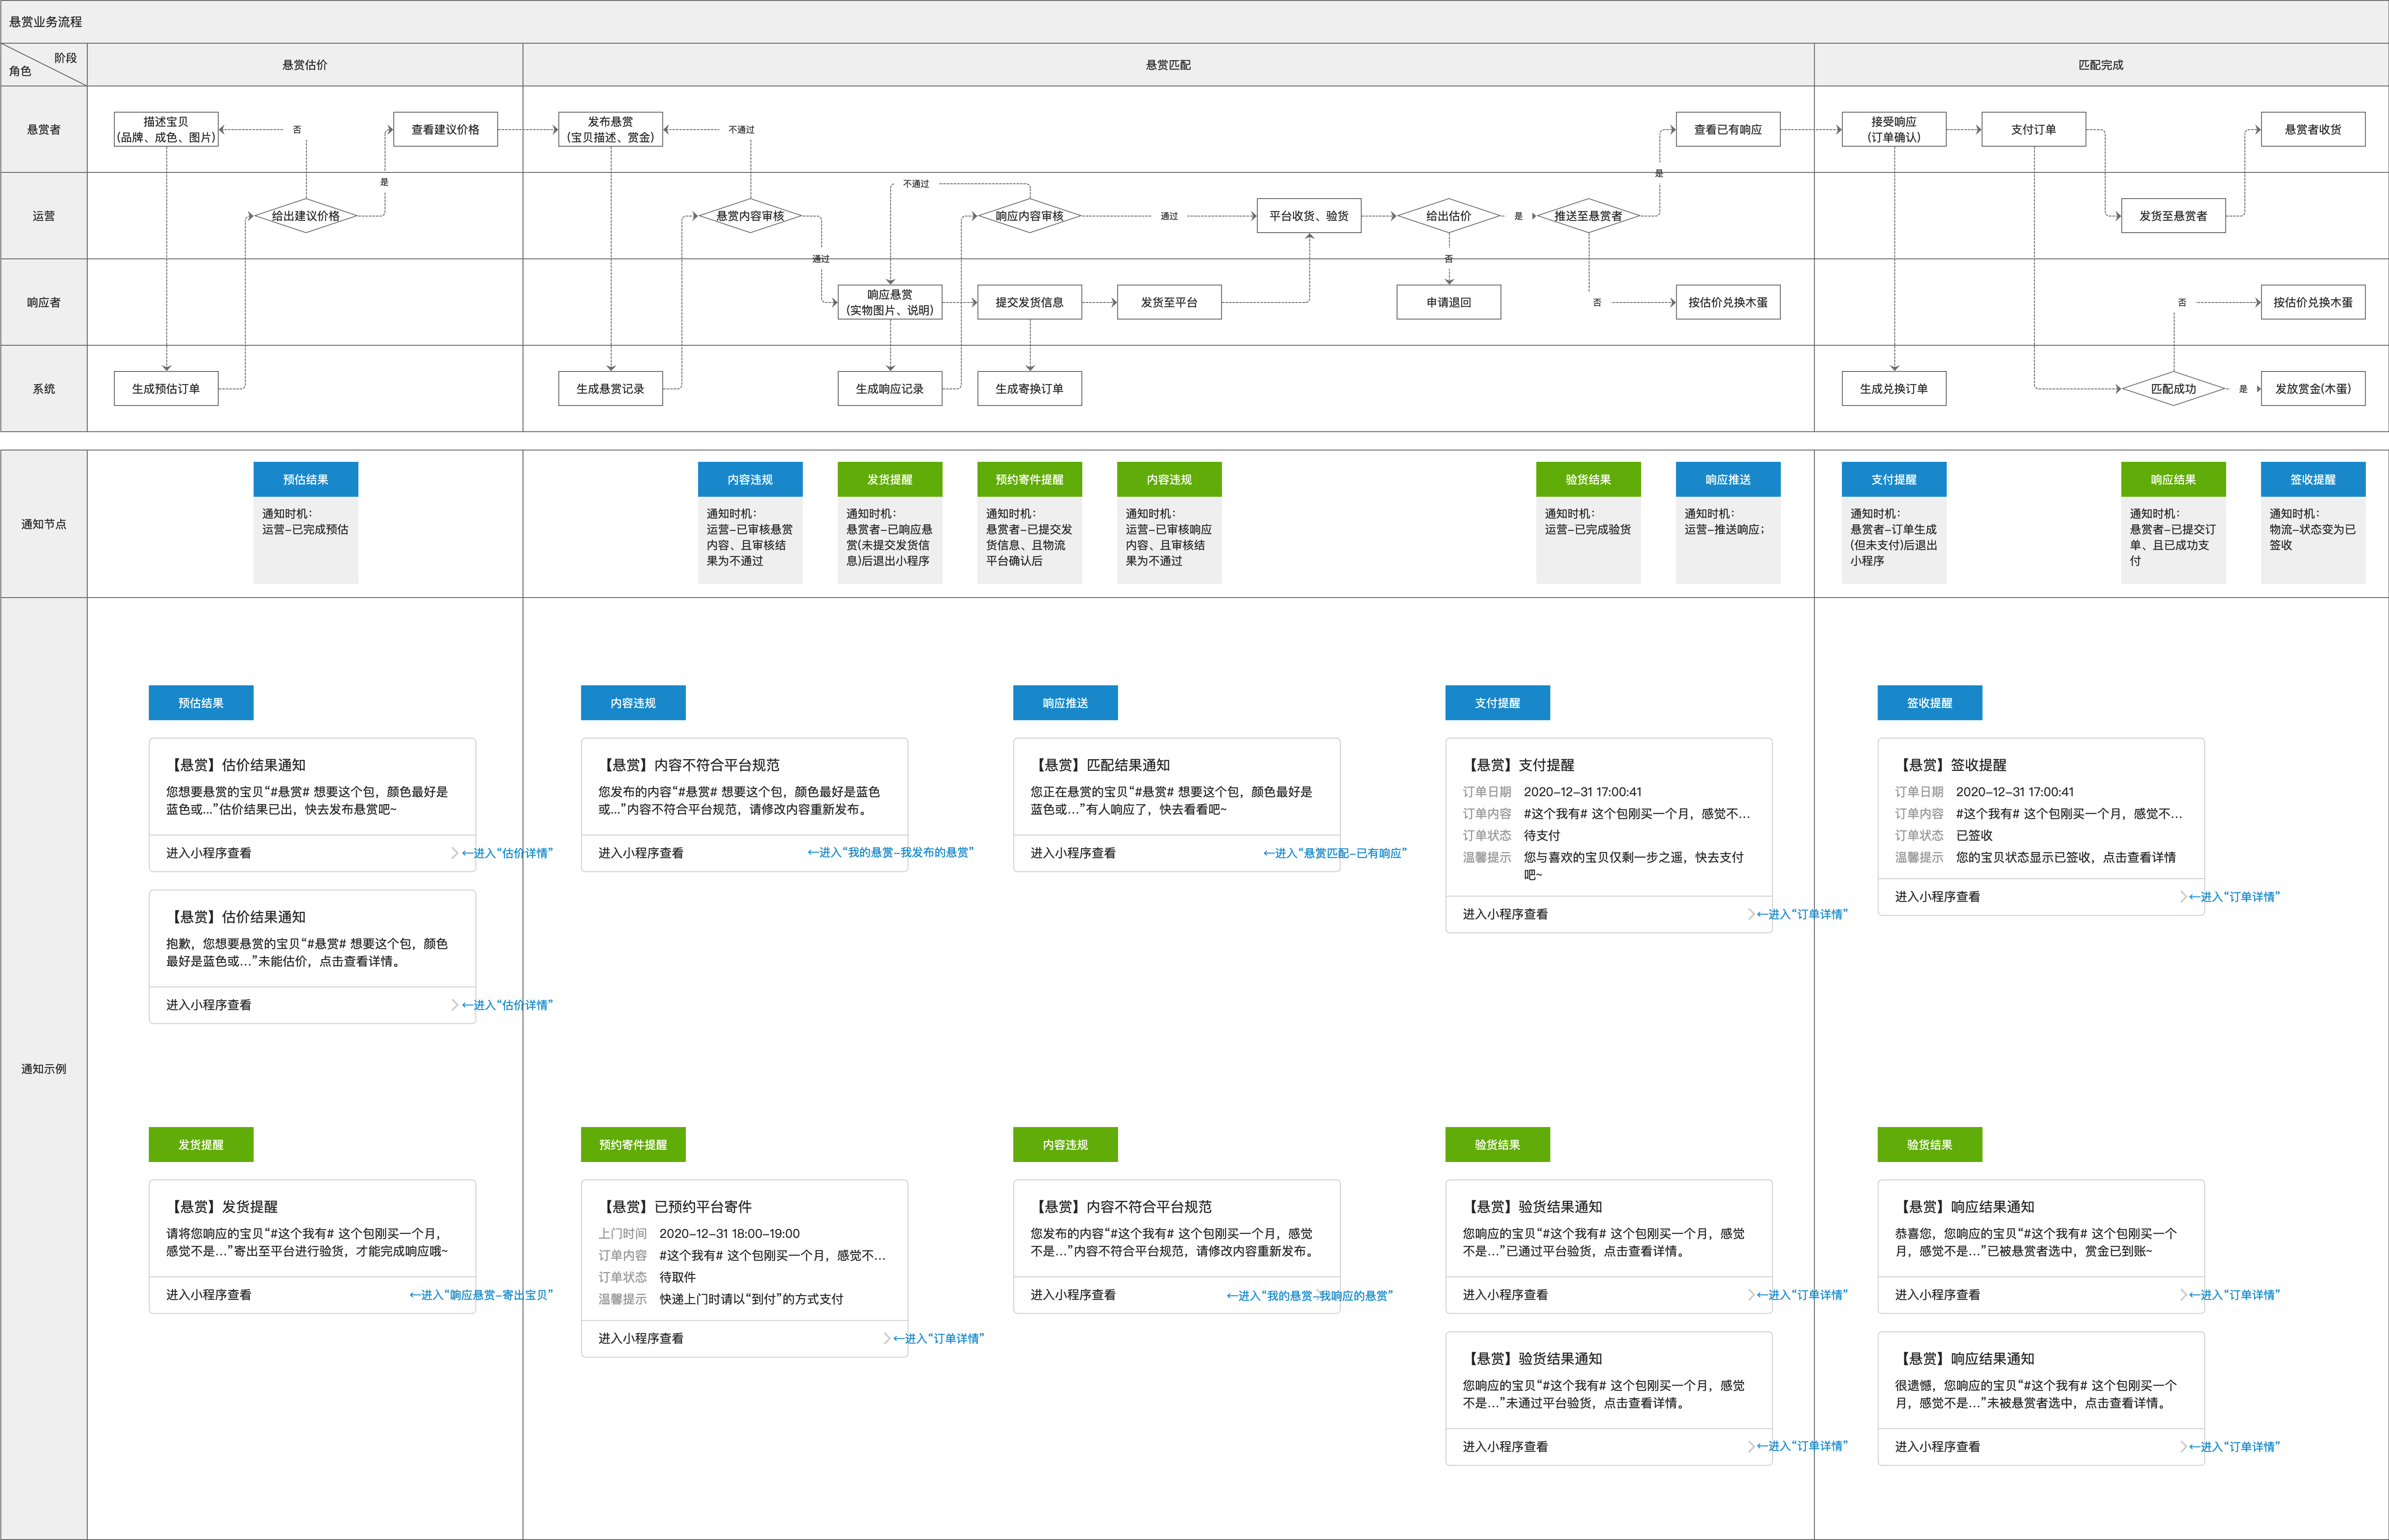 悬赏业务流程
阶段
角色
悬赏估价
悬赏匹配
匹配完成
悬赏者
描述宝贝
(品牌、成色、图片)
否
查看建议价格
发布悬赏
(宝贝描述、赏金)
不通过
查看已有响应
接受响应
(订单确认)
支付订单
悬赏者收货
是
不通过
是
运营
给出建议价格
悬赏内容审核
响应内容审核
通过
平台收货、验货
给出估价
是
推送至悬赏者
发货至悬赏者
通过
否
响应者
响应悬赏
(实物图片、说明)
提交发货信息
发货至平台
申请退回
否
按估价兑换木蛋
否
按估价兑换木蛋
系统
生成预估订单
生成悬赏记录
生成响应记录
生成寄换订单
生成兑换订单
匹配成功
是
发放赏金(木蛋)
通知节点
预估结果
通知时机：
运营-已完成预估
内容违规
通知时机：
运营-已审核悬赏
内容、且审核结
果为不通过
发货提醒
通知时机：
悬赏者-已响应悬
赏(未提交发货信
息)后退出小程序
预约寄件提醒
通知时机：
悬赏者-已提交发
货信息、且物流
平台确认后
内容违规
通知时机：
运营-已审核响应
内容、且审核结
果为不通过
验货结果
通知时机：
运营-已完成验货
响应推送
通知时机：
运营-推送响应；
支付提醒
通知时机：
悬赏者-订单生成
(但未支付)后退出
小程序
响应结果
通知时机：
悬赏者-已提交订
单、且已成功支
付
签收提醒
通知时机：
物流-状态变为已
签收
通知示例
预估结果
【悬赏】估价结果通知
您想要悬赏的宝贝“#悬赏# 想要这个包，颜色最好是
蓝色或...”估价结果已出，快去发布悬赏吧~
进入小程序查看
←进入“估价详情”
【悬赏】估价结果通知
抱歉，您想要悬赏的宝贝“#悬赏# 想要这个包，颜色
最好是蓝色或...”未能估价，点击查看详情。
进入小程序查看
←进入“估价详情”
内容违规
【悬赏】内容不符合平台规范
您发布的内容“#悬赏# 想要这个包，颜色最好是蓝色
或...”内容不符合平台规范，请修改内容重新发布。
进入小程序查看
←进入“我的悬赏-我发布的悬赏”
响应推送
【悬赏】匹配结果通知
您正在悬赏的宝贝“#悬赏# 想要这个包，颜色最好是
蓝色或...”有人响应了，快去看看吧~
进入小程序查看
←进入“悬赏匹配-已有响应”
支付提醒
【悬赏】支付提醒
订单日期 2020-12-31 17:00:41
订单内容 #这个我有# 这个包刚买一个月，感觉不...
订单状态 待支付
温馨提示 您与喜欢的宝贝仅剩一步之遥，快去支付
吧~
进入小程序查看
←进入“订单详情”
签收提醒
【悬赏】签收提醒
订单日期 2020-12-31 17:00:41
订单内容 #这个我有# 这个包刚买一个月，感觉不...
订单状态 已签收
温馨提示 您的宝贝状态显示已签收，点击查看详情
进入小程序查看
←进入“订单详情”
发货提醒
【悬赏】发货提醒
请将您响应的宝贝“#这个我有# 这个包刚买一个月，
感觉不是...”寄出至平台进行验货，才能完成响应哦~
进入小程序查看
←进入“响应悬赏-寄出宝贝”
预约寄件提醒
【悬赏】已预约平台寄件
上门时间 2020-12-31 18:00-19:00
订单内容 #这个我有# 这个包刚买一个月，感觉不...
订单状态 待取件
温馨提示 快递上门时请以“到付”的方式支付
进入小程序查看
←进入“订单详情”
内容违规
【悬赏】内容不符合平台规范
您发布的内容“#这个我有# 这个包刚买一个月，感觉
不是...”内容不符合平台规范，请修改内容重新发布。
进入小程序查看
←进入“我的悬赏-我响应的悬赏”
验货结果
【悬赏】验货结果通知
您响应的宝贝“#这个我有# 这个包刚买一个月，感觉
不是...”已通过平台验货，点击查看详情。
进入小程序查看
←进入“订单详情”
【悬赏】验货结果通知
您响应的宝贝“#这个我有# 这个包刚买一个月，感觉
不是...”未通过平台验货，点击查看详情。
进入小程序查看
←进入“订单详情”
验货结果
【悬赏】响应结果通知
恭喜您，您响应的宝贝“#这个我有# 这个包刚买一个
月，感觉不是...”已被悬赏者选中，赏金已到账~
进入小程序查看
←进入“订单详情”
【悬赏】响应结果通知
很遗憾，您响应的宝贝“#这个我有# 这个包刚买一个
月，感觉不是...”未被悬赏者选中，点击查看详情。
进入小程序查看
←进入“订单详情”